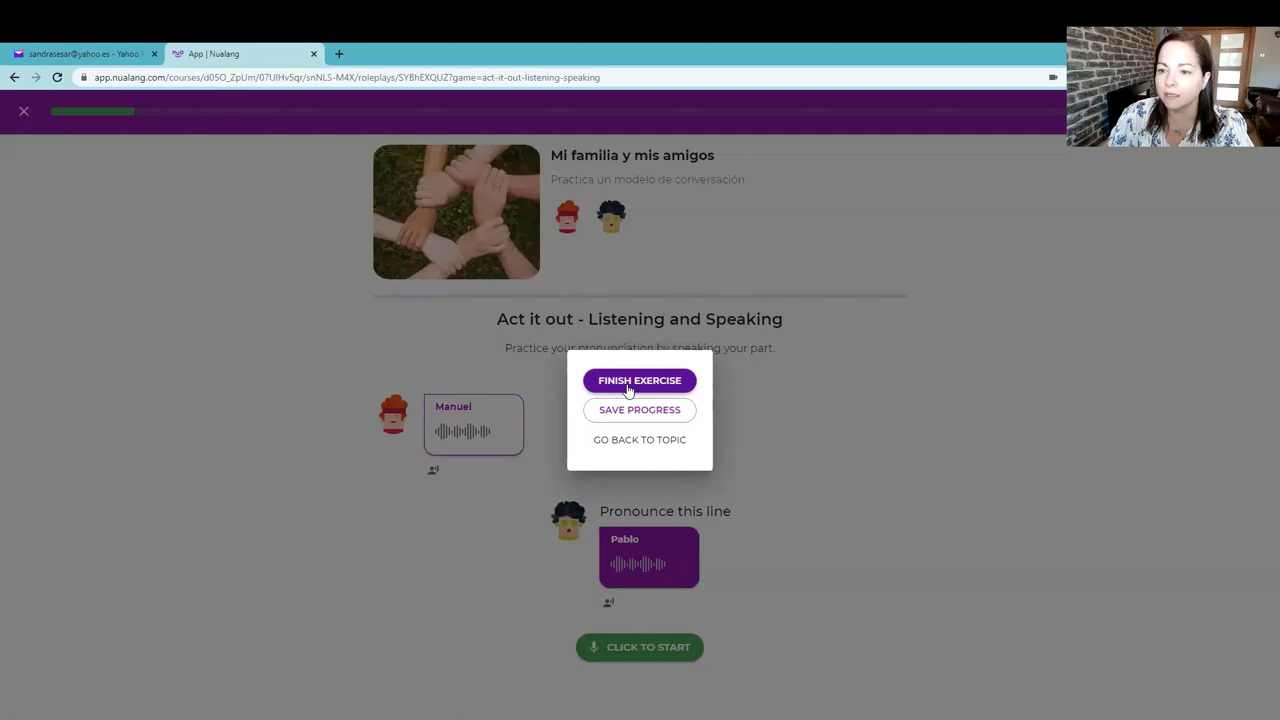 sandrasesar@yahoo.es - Yahoo
App | Nualang
app.nualang.com/courses/d05O_ZpUm/07UIHv5qr/snNLS-M4X/roleplays/SYBhEXQUZ?game=act-it-out-listening-speaking
Mi familia y mis amigos
Practica un modelo de conversación
Act it out - Listening and Speaking
Practice your pronunciation by speaking your part.
FINISH EXERCISE
SAVE PROGRESS
GO BACK TO TOPIC
Manuel
Pronounce this line
Pablo
CLICK TO START